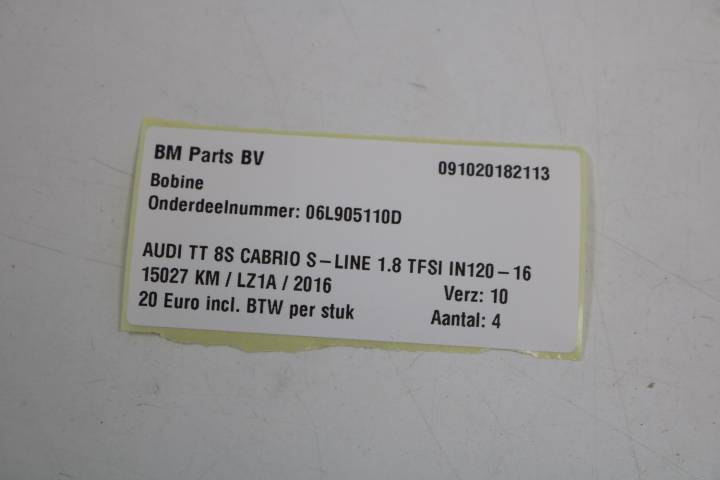 BM Parts BV 091020182113
Bobine
Onderdeelnummer: 06L905110D
AUDI TT 8S CABRIO S-LINE 1.8 TFSI IN120-16
15027 KM / LZ1A / 2016 Verz: 10
20 Euro incl. BTW per stuk Aantal: 4